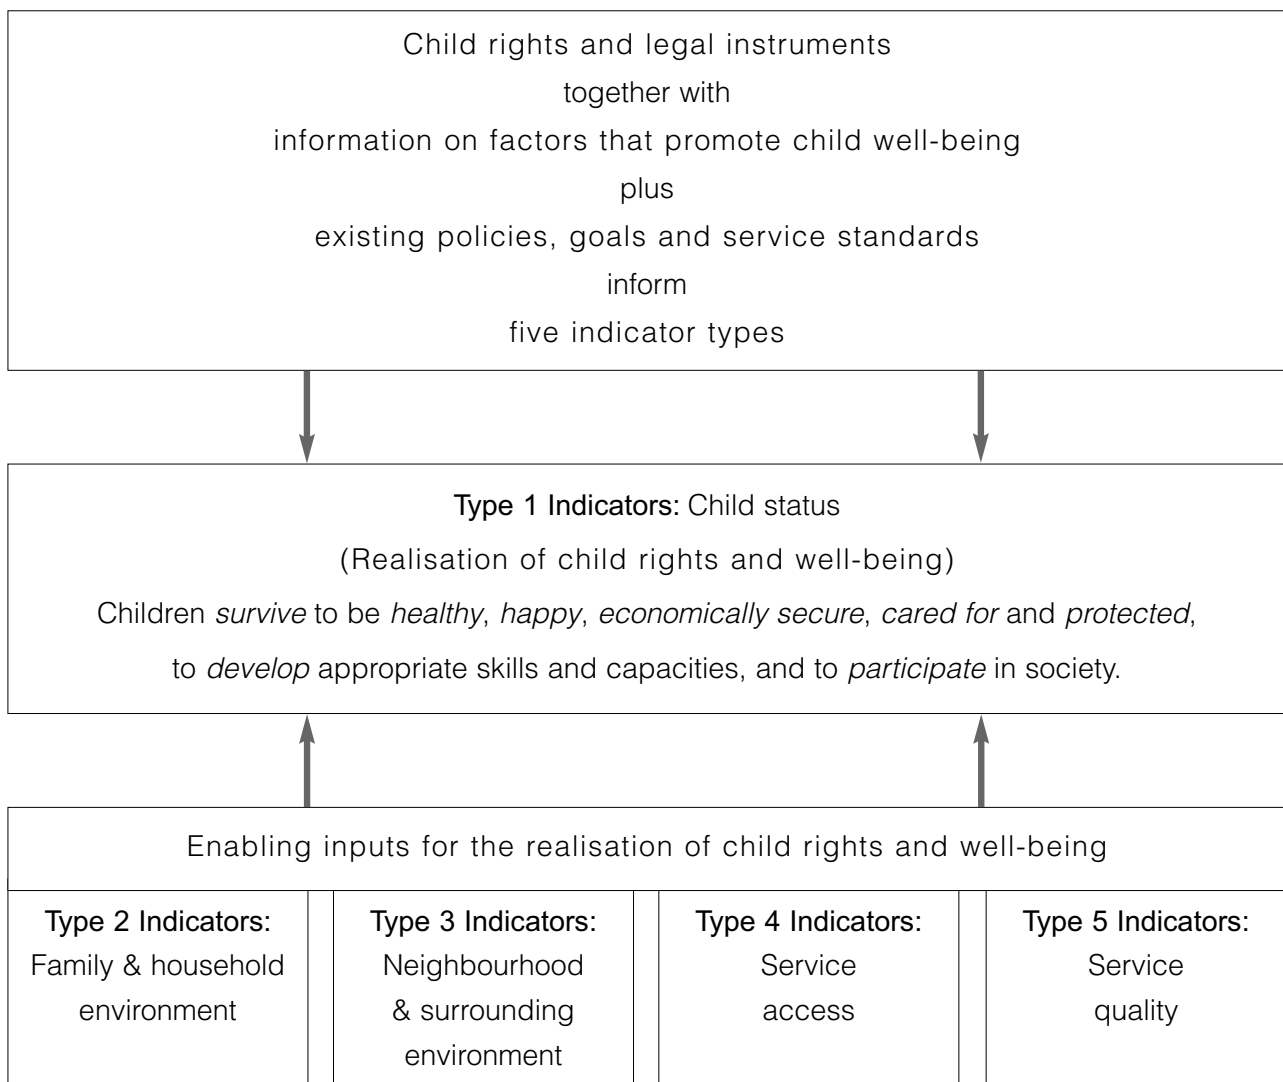 Child rights and legal instruments
together with
information on factors that promote child well-being
plus
existing policies, goals and service standards
inform
five indicator types
Type 1 Indicators: Child status
(Realisation of child rights and well-being)
Children survive to be healthy, happy, economically secure, cared for and protected,
to develop appropriate skills and capacities, and to participate in society.
Enabling inputs for the realisation of child rights and well-being
Type 2 Indicators:
Family & household
environment
Type 3 Indicators:
Neighbourhood
& surrounding
environment
Type 4 Indicators:
Service
access
Type 5 Indicators:
Service
quality